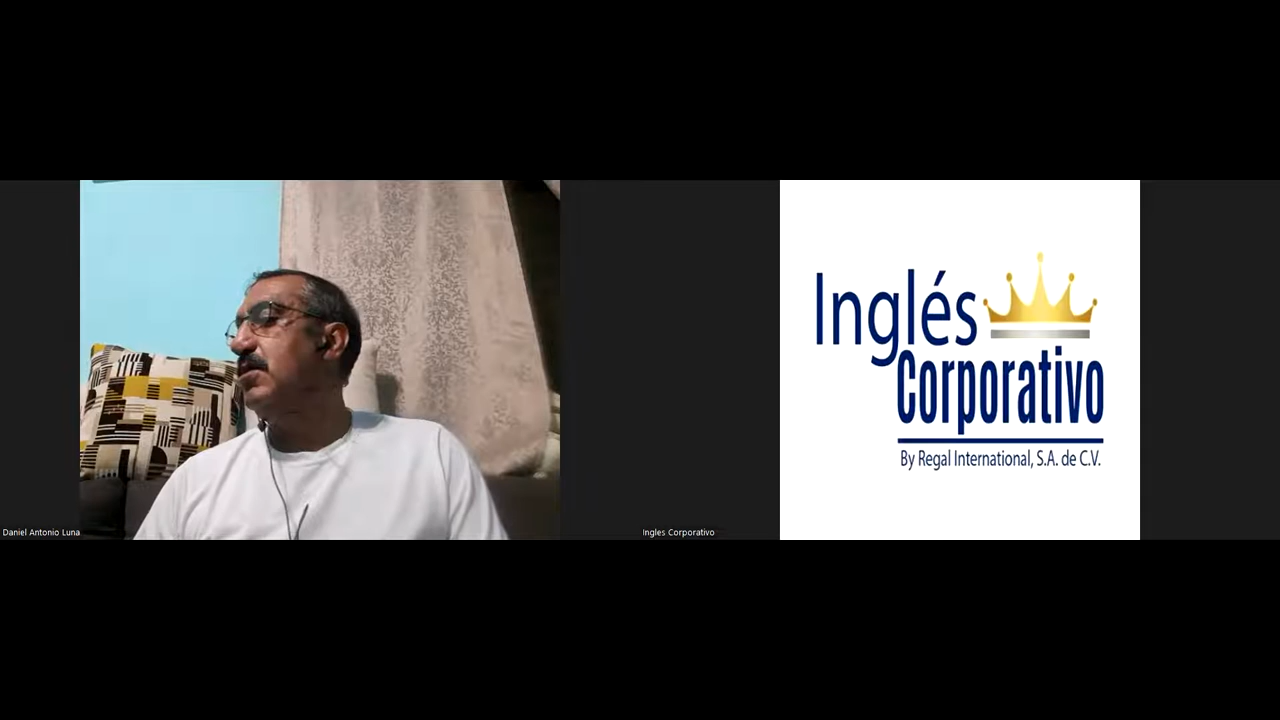 Inglés
Corporativo
By Regal International, S.A. de C.V.
Daniel Antonio Luna
Ingles Corporativo